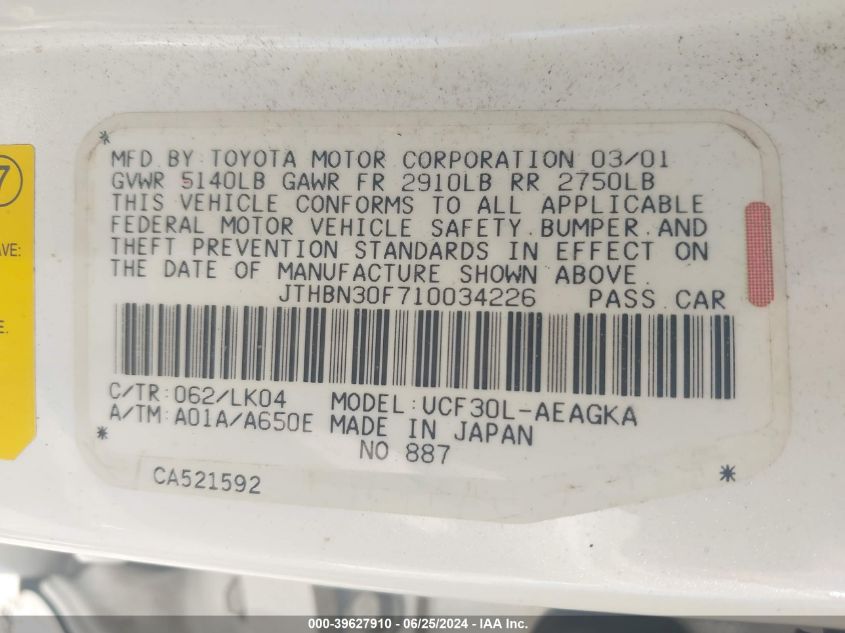 MFD.BY:TOYOTA MOTOR CORPORATION 03/01
GVWR 5140LB GAWR FR 2910LB RR 2750LB
THIS VEHICLE CONFORMS TO ALL APPLICABLE
FEDERAL MOTOR VEHICLE SAFETY.BUMPER.AND
THEFT PREVENTION STANDARDS IN EFFECT ON
THE DATE OF MANUFACTURE SHOWN ABOVE.
JTHBN30F710034226 PASS.CAR
C/TR:062/LK04 MODEL:UCF30L-AEAGKA
A/TM:A01A/A650E MADE IN JAPAN
NO 887
CA521592
7
AVE:
E.
000-39627910 - 06/25/2024 - IAA Inc.